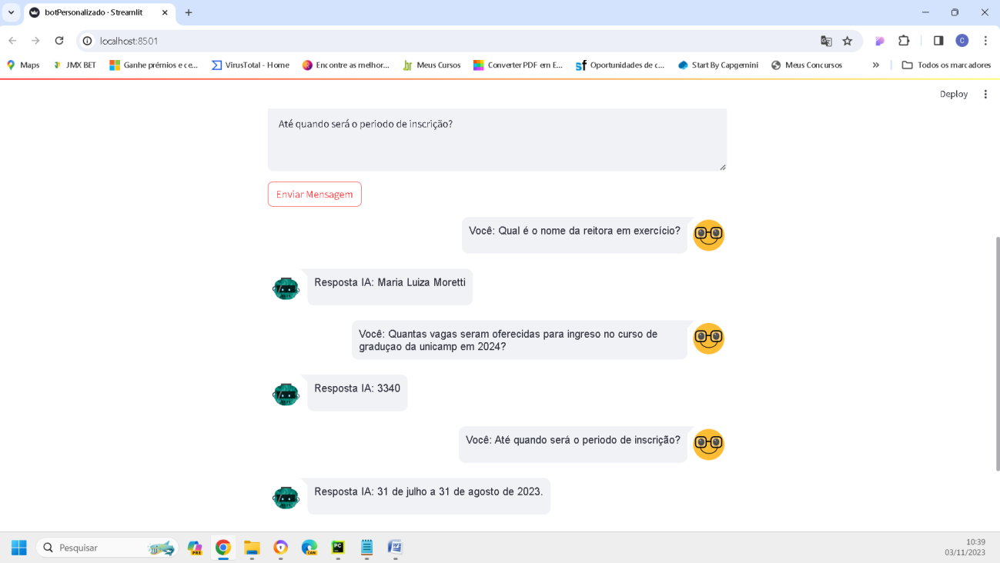 botPersonalizado · Streamlit
localhost:8501
Maps
JMX BET
Ganhe prémios e ce...
VirusTotal - Home
Encontre as melhor...
Meus Cursos
Converter PDF em E...
Oportunidades de c...
Start By Capgemini
Meus Concursos
»
Todos os marcadores
C
Deploy
Até quando será o periodo de inscrição?
Enviar Mensagem
Você: Qual é o nome da reitora em exercício?
Resposta IA: Maria Luiza Moretti
Você: Quantas vagas seram oferecidas para ingreso no curso de
graduçao da unicamp em 2024?
Resposta IA: 3340
Você: Até quando será o periodo de inscrição?
Resposta IA: 31 de julho a 31 de agosto de 2023.
Pesquisar
PRE
CAN
PC
W
10:39
03/11/2023